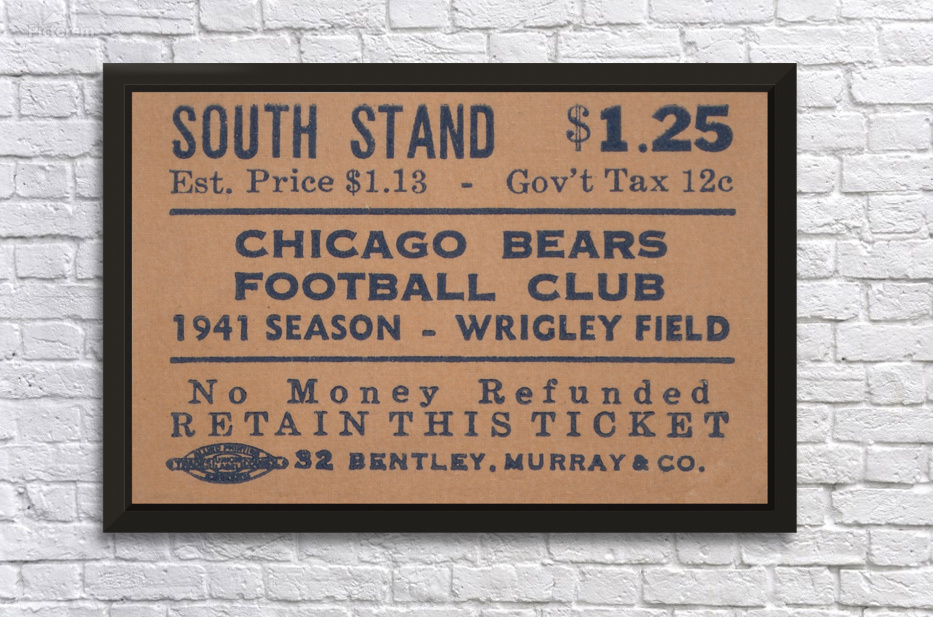 SOUTH STAND $1.25
Est. Price $1.13 - Gov't Tax 12c
CHICAGO BEARS
FOOTBALL CLUB
1941 SEASON - WRIGLEY FIELD
No Money Refunded
RETAIN THIS TICKET
32 BENTLEY, MURRAY & CO.